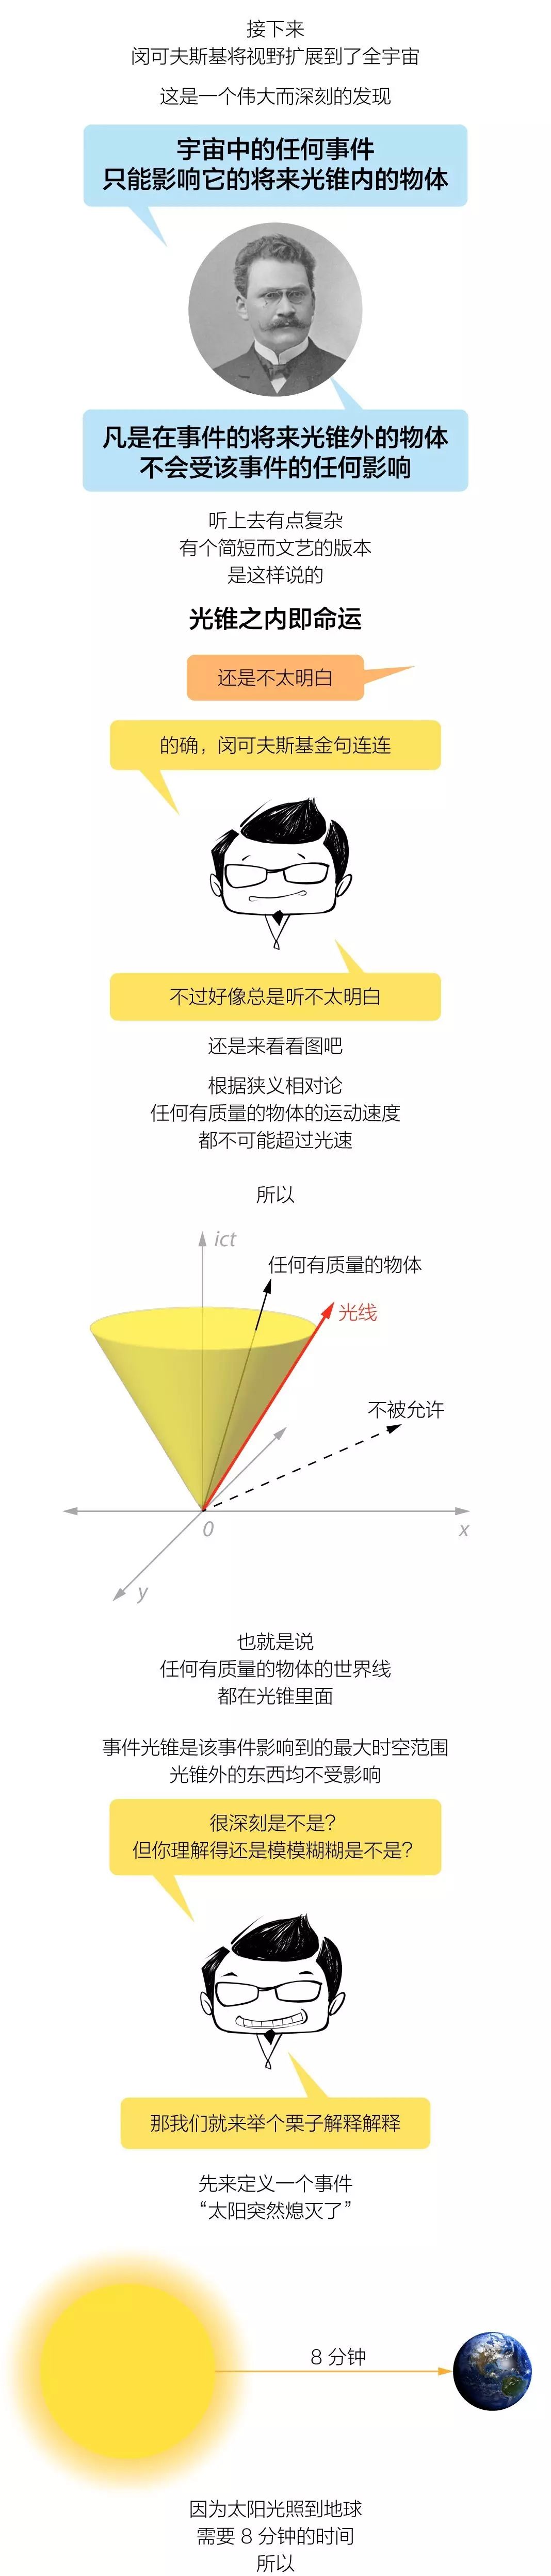 接下来
闵可夫斯基将视野扩展到了全宇宙
这是一个伟大而深刻的发现
宇宙中的任何事件
只能影响它的将来光锥内的物体
凡是在事件的将来光锥外的物体
不会受该事件的任何影响
听上去有点复杂
有个简短而文艺的版本
是这样说的
光锥之内即命运
还是不太明白
的确，闵可夫斯基金句连连
不过好像总是听不太明白
还是来看看图吧
根据狭义相对论
任何有质量的物体的运动速度
都不可能超过光速
所以
ict
任何有质量的物体
光线
不被允许
0
x
y
也就是说
任何有质量的物体的世界线
都在光锥里面
事件光锥是该事件影响到的最大时空范围
光锥外的东西均不受影响
很深刻是不是？
但你理解得还是模模糊糊是不是？
那我们就来举个栗子解释解释
先来定义一个事件
“太阳突然熄灭了”
8 分钟
因为太阳光照到地球
需要 8 分钟的时间
所以